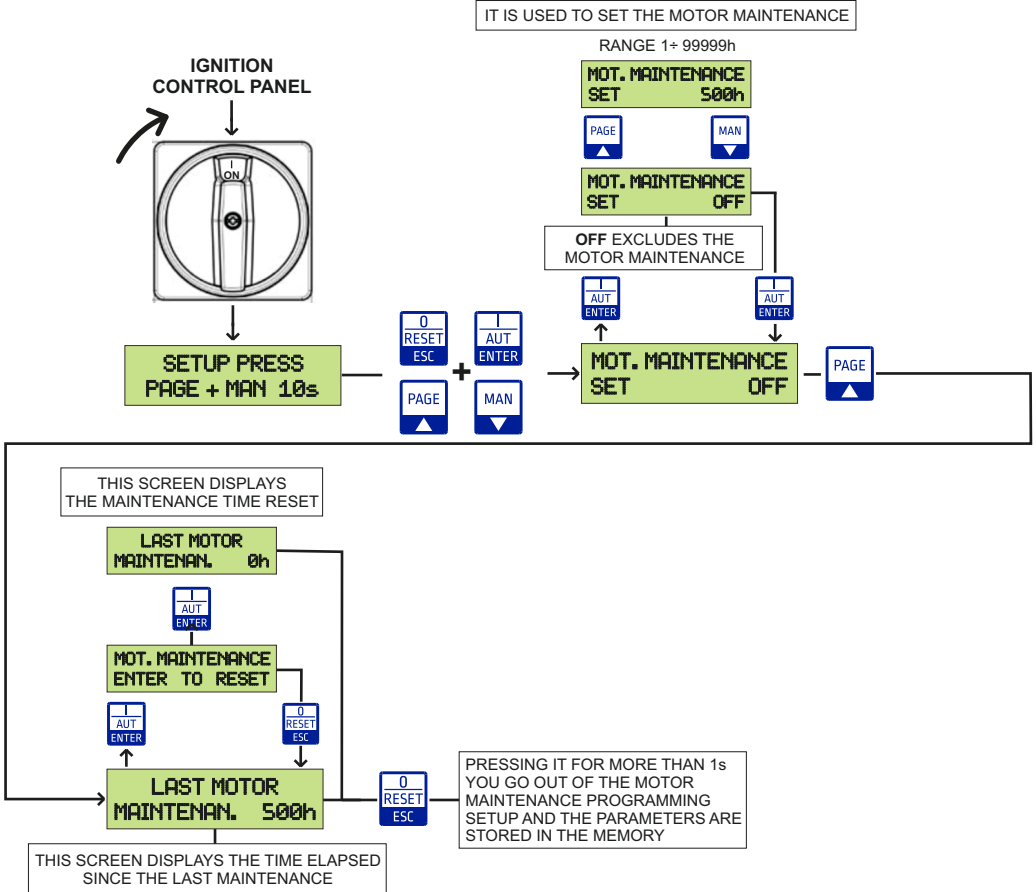 IT IS USED TO SET THE MOTOR MAINTENANCE
RANGE 1÷ 99999h
MOT. MAINTENANCE
SET 500h
PAGE
MAN
MOT. MAINTENANCE
SET OFF
OFF EXCLUDES THE
MOTOR MAINTENANCE
I
AUT
ENTER
I
AUT
ENTER
IGNITION
CONTROL PANEL
I
ON
SETUP PRESS
PAGE + MAN 10s
0
RESET
ESC
+
I
AUT
ENTER
PAGE
MAN
MOT. MAINTENANCE
SET OFF
PAGE
THIS SCREEN DISPLAYS
THE MAINTENANCE TIME RESET
LAST MOTOR
MAINTENAN. 0h
I
AUT
ENTER
MOT. MAINTENANCE
ENTER TO RESET
I
AUT
ENTER
0
RESET
ESC
LAST MOTOR
MAINTENAN. 500h
0
RESET
ESC
PRESSING IT FOR MORE THAN 1s
YOU GO OUT OF THE MOTOR
MAINTENANCE PROGRAMMING
SETUP AND THE PARAMETERS ARE
STORED IN THE MEMORY
THIS SCREEN DISPLAYS THE TIME ELAPSED
SINCE THE LAST MAINTENANCE